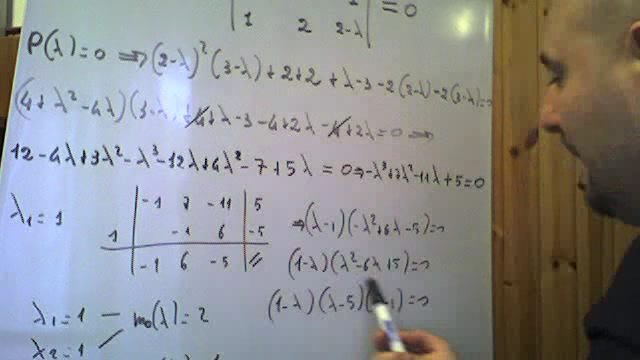 1 2 2-λ | = 0
P(λ)=0 ⟹ (2-λ)²(3-λ)+2+2+λ-3-2(2-λ)-2(3-λ)=0
(4+λ²-4λ)(3-λ)+4+λ-3-4+2λ-4+2λ=0 ⟹
12-4λ+3λ²-λ³-12λ+4λ²-7+5λ=0⟹-λ³+7λ²-11λ+5=0
λ₁=1
-1 7 -11 5
1 -1 6 -5
-1 6 -5 //
⟹(λ-1)(-λ²+6λ-5)=0
(1-λ)(λ²-6λ+5)=0
(1-λ)(λ-5)( )=0
λ₁=1 — m₀(λ)=2
λ₂=1